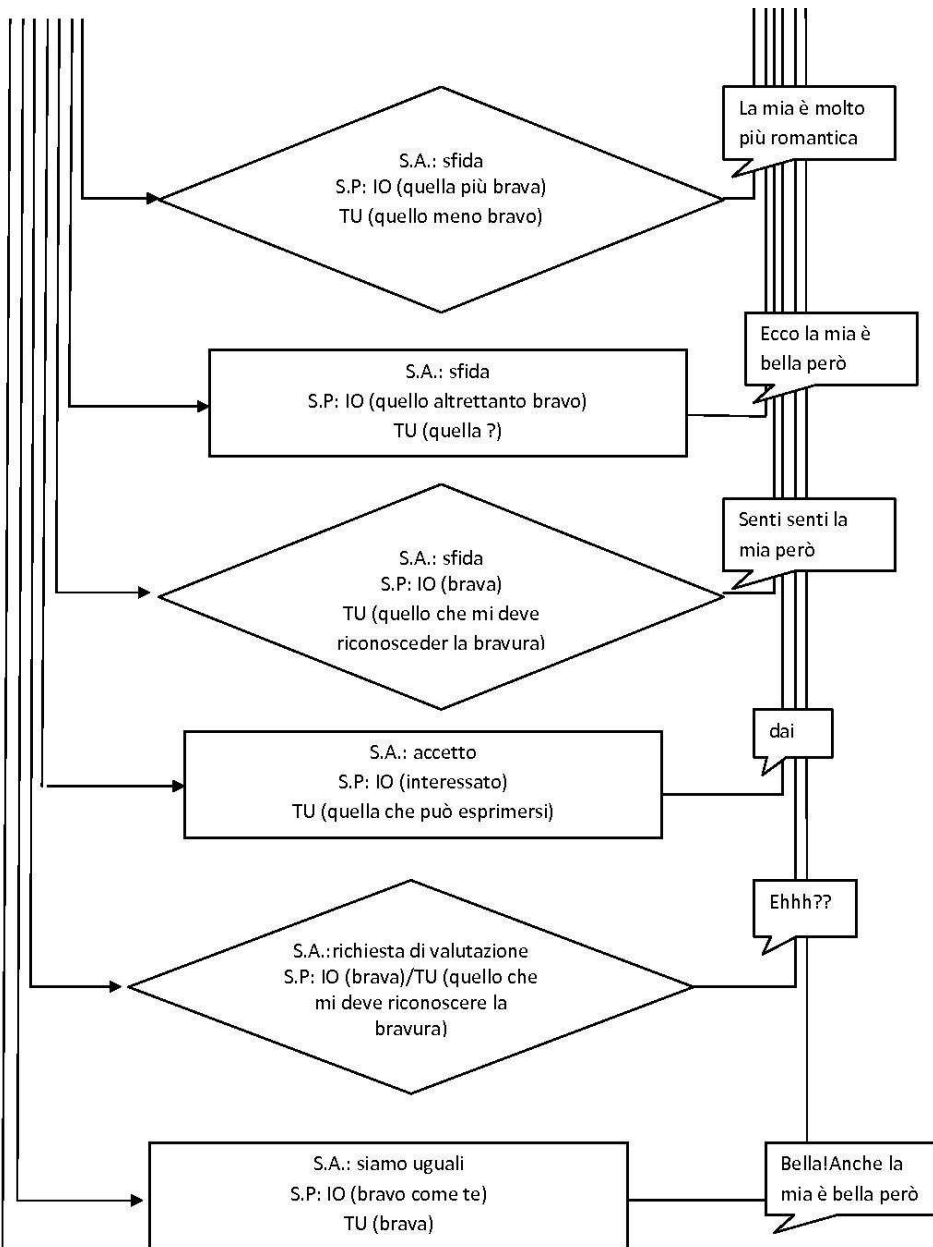 La mia è molto
più romantica
S.A.: sfida
S.P: IO (quella più brava)
TU (quello meno bravo)
Ecco la mia è
bella però
S.A.: sfida
S.P: IO (quello altrettanto bravo)
TU (quella ?)
Senti senti la
mia però
S.A.: sfida
S.P: IO (brava)
TU (quello che mi deve
riconosceder la bravura)
dai
S.A.: accetto
S.P: IO (interessato)
TU (quella che può esprimersi)
Ehhh??
S.A.:richiesta di valutazione
S.P: IO (brava)/TU (quello che
mi deve riconoscere la
bravura)
Bella!Anche la
mia è bella però
S.A.: siamo uguali
S.P: IO (bravo come te)
TU (brava)